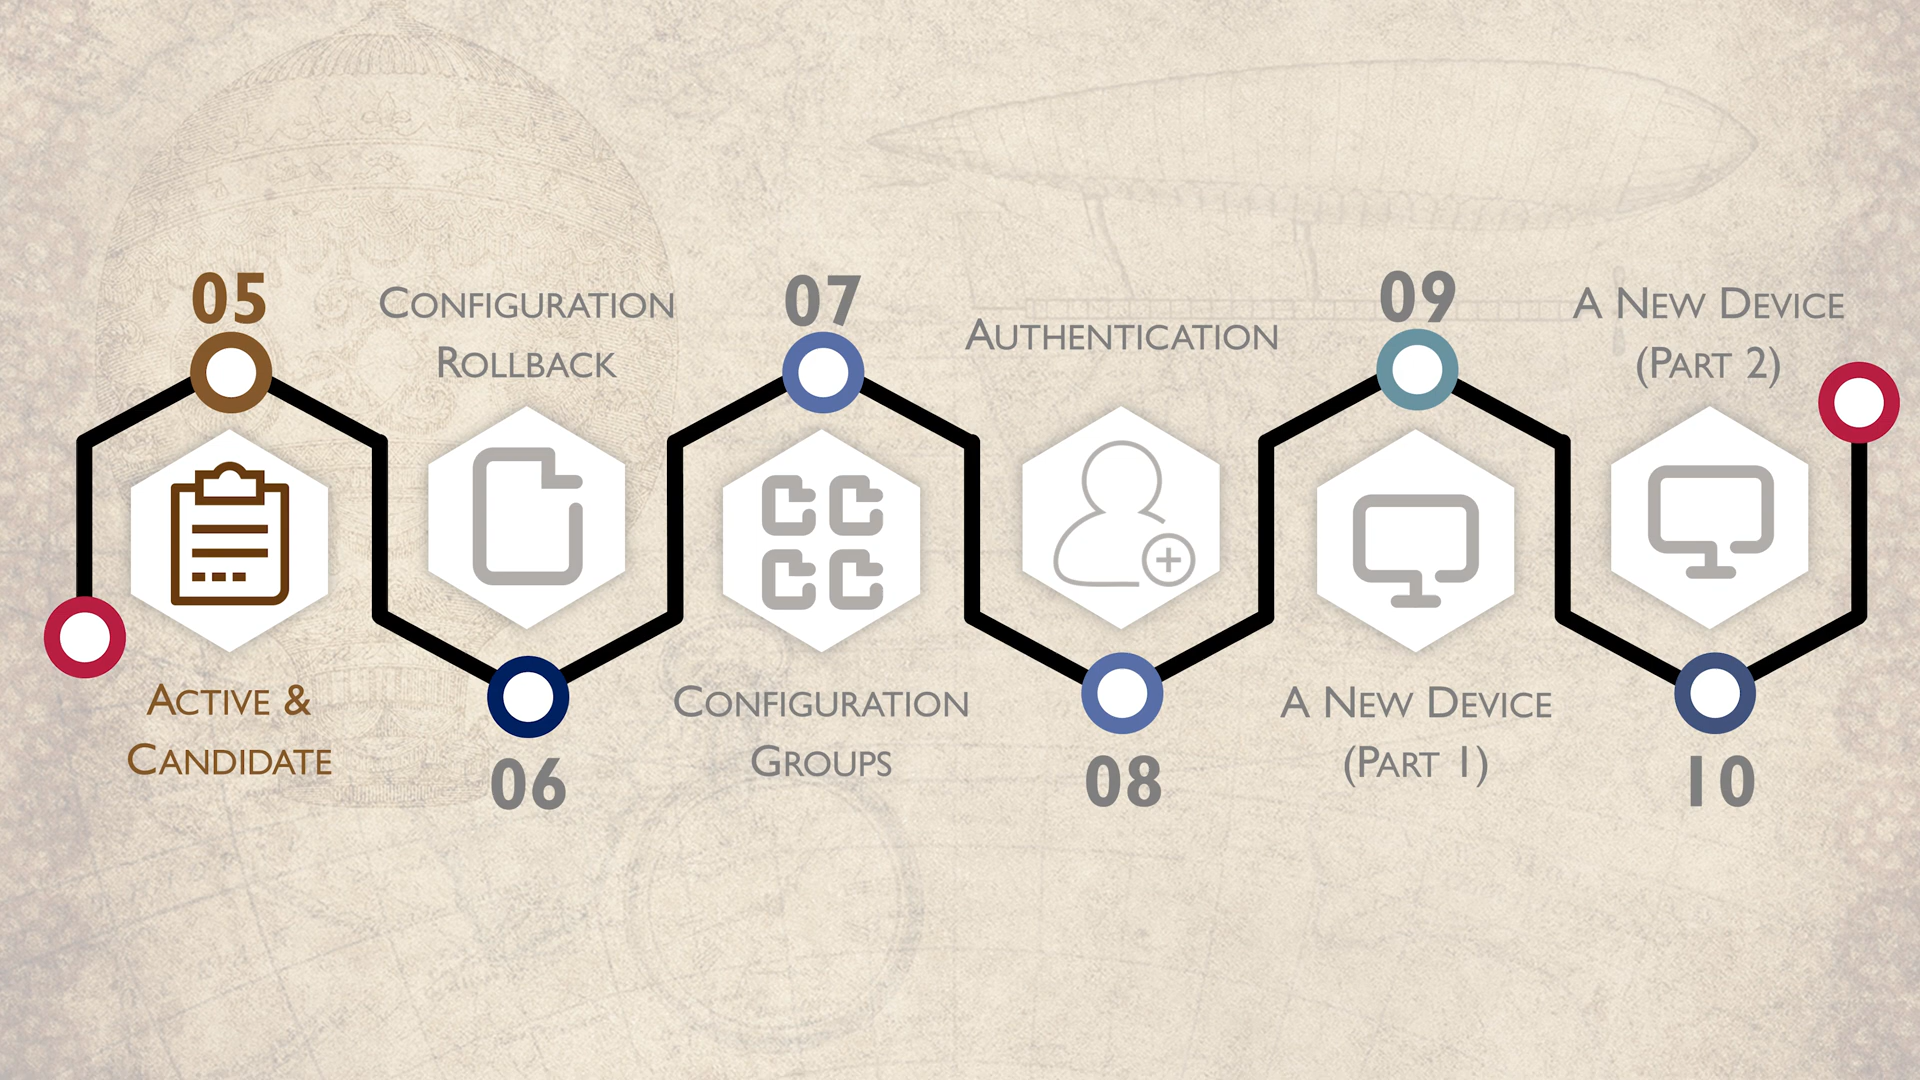 05
Active &
Candidate
Configuration
Rollback
06
07
Configuration
Groups
Authentication
08
09
A New Device
(Part 1)
A New Device
(Part 2)
10